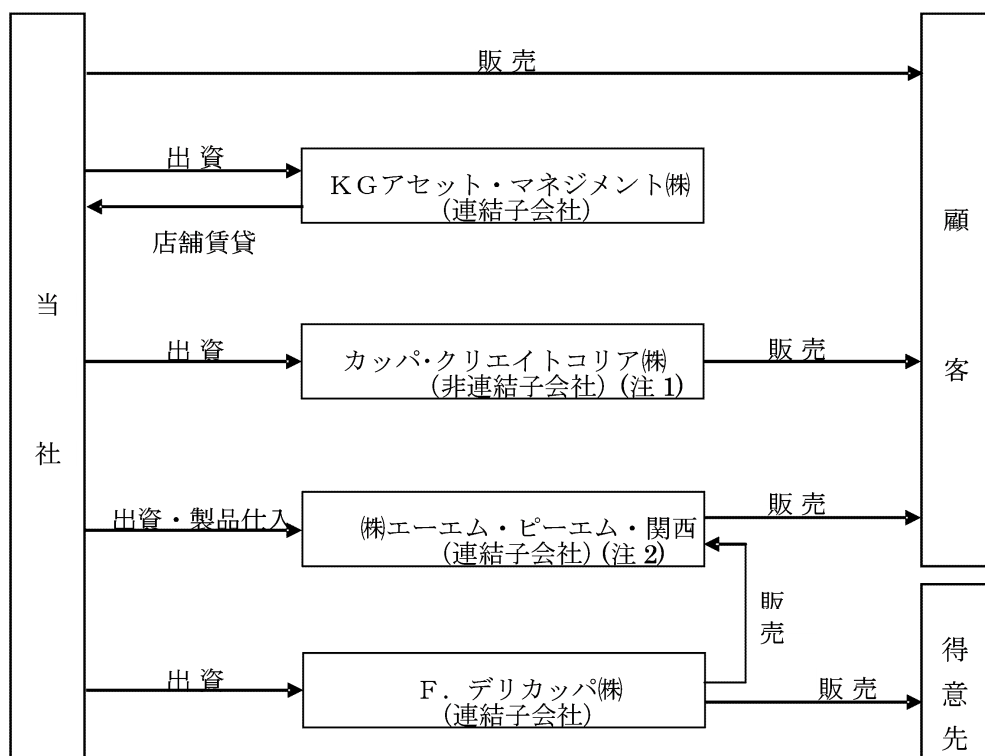 当社
販 売
出 資
KGアセット・マネジメント㈱
(連結子会社)
店舗賃貸
出 資
カッパ・クリエイトコリア㈱
(非連結子会社)(注 1)
販 売
出資・製品仕入
㈱エーエム・ピーエム・関西
(連結子会社)(注 2)
販 売
販売
出 資
F. デリカッパ㈱
(連結子会社)
販 売
顧客
得意先